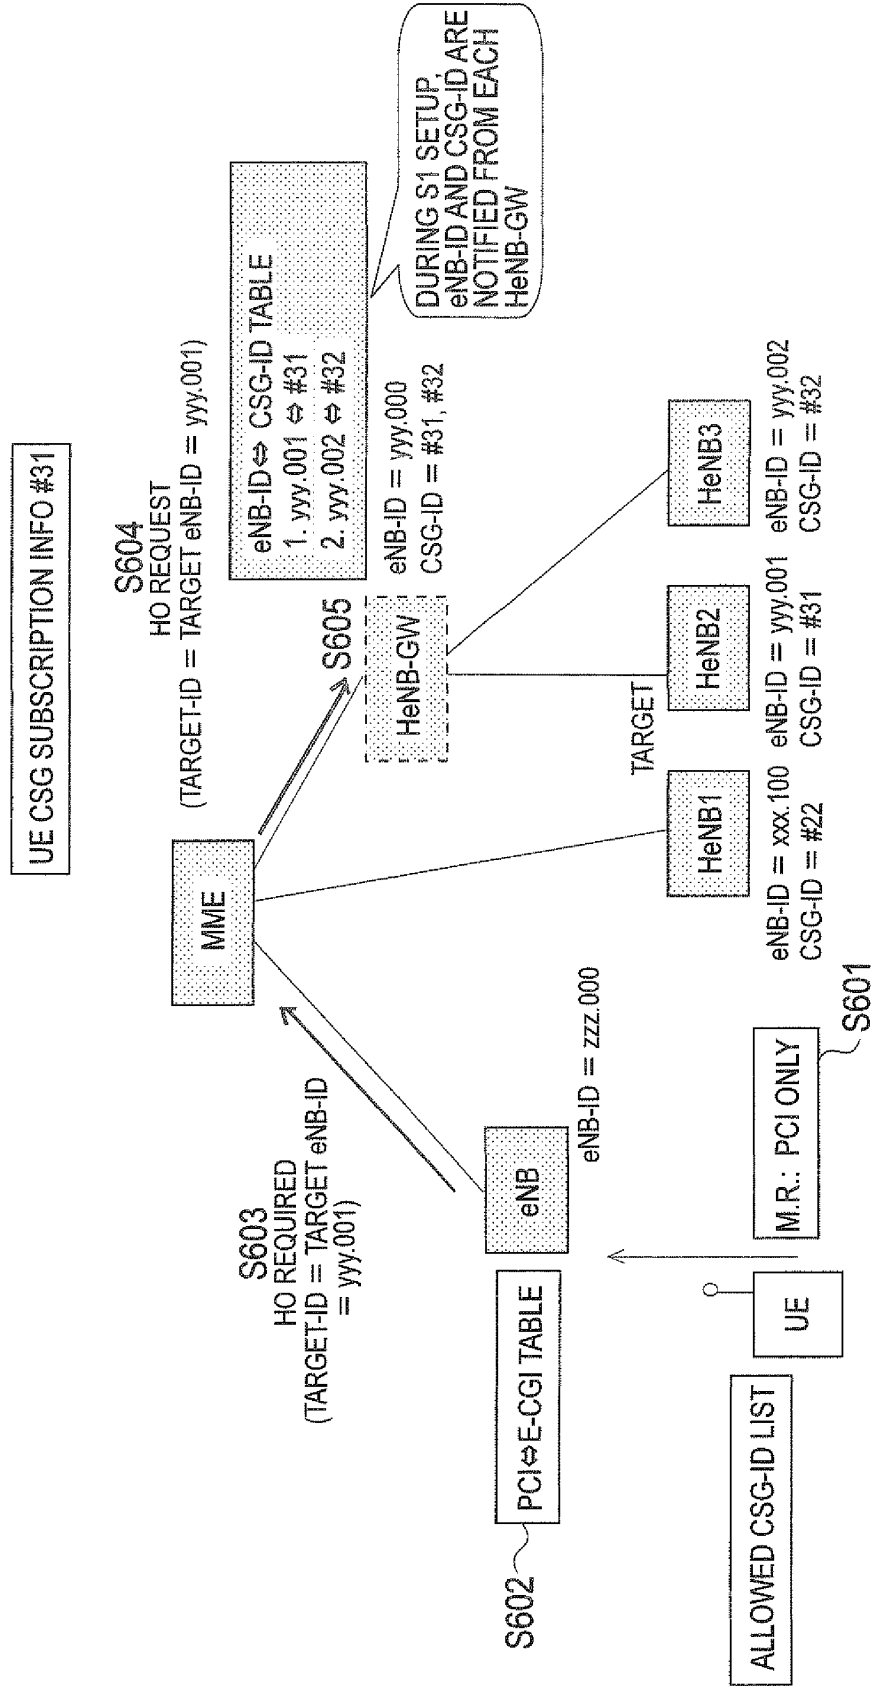 UE CSG SUBSCRIPTION INFO #31
S604
HO REQUEST
(TARGET-ID = TARGET eNB-ID = yyy.001)
MME
S605
eNB-ID⇔ CSG-ID TABLE
1. yyy.001 ⇔ #31
2. yyy.002 ⇔ #32
DURING S1 SETUP,
eNB-ID AND CSG-ID ARE
NOTIFIED FROM EACH
HeNB-GW
S603
HO REQUIRED
(TARGET-ID = TARGET eNB-ID
= yyy.001)
HeNB-GW
eNB-ID = yyy.000
CSG-ID = #31, #32
S602
PCI⇔E-CGI TABLE
eNB
eNB-ID = zzz.000
TARGET
HeNB1
eNB-ID = xxx.100
CSG-ID = #22
HeNB2
eNB-ID = yyy.001
CSG-ID = #31
HeNB3
eNB-ID = yyy.002
CSG-ID = #32
ALLOWED CSG-ID LIST
UE
M.R.: PCI ONLY
S601